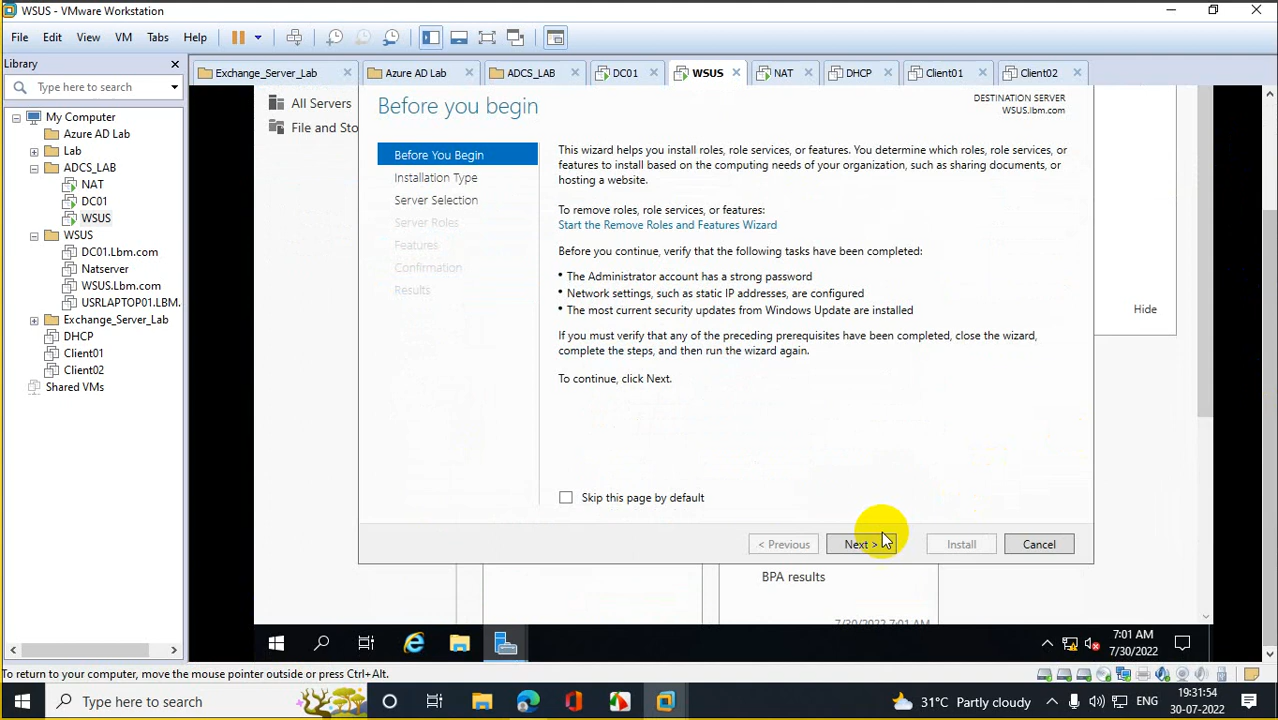 WSUS - VMware Workstation
File Edit View VM Tabs Help
Library
Type here to search
My Computer
Azure AD Lab
Lab
ADCS_LAB
NAT
DC01
WSUS
WSUS
DC01.Lbm.com
Natserver
WSUS.Lbm.com
USRLAPTOP01.LBM.
Exchange_Server_Lab
DHCP
Client01
Client02
Shared VMs
Exchange_Server_Lab Azure AD Lab ADCS_LAB DC01 WSUS NAT DHCP Client01 Client02
All Servers
File and Sto
Before you begin
DESTINATION SERVER
WSUS.lbm.com
Before You Begin
Installation Type
Server Selection
Server Roles
Features
Confirmation
Results
This wizard helps you install roles, role services, or features. You determine which roles, role services, or
features to install based on the computing needs of your organization, such as sharing documents, or
hosting a website.
To remove roles, role services, or features:
Start the Remove Roles and Features Wizard
Before you continue, verify that the following tasks have been completed:
• The Administrator account has a strong password
• Network settings, such as static IP addresses, are configured
• The most current security updates from Windows Update are installed
If you must verify that any of the preceding prerequisites have been completed, close the wizard,
complete the steps, and then run the wizard again.
To continue, click Next.
Skip this page by default
< Previous Next > Install Cancel
Hide
BPA results
7/30/2022 7:01 AM
7:01 AM
7/30/2022
To return to your computer, move the mouse pointer outside or press Ctrl+Alt.
Type here to search
31°C Partly cloudy
ENG
19:31:54
30-07-2022